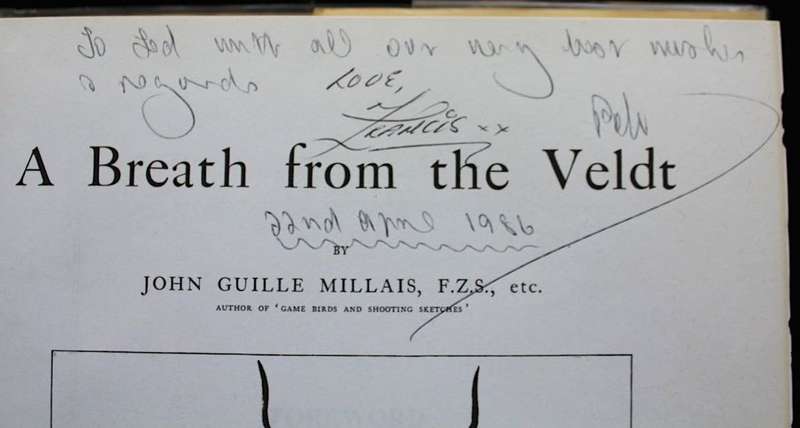 To Ted with all our very best wishes
& regards LOVE,
FRANCIS xx
A Breath from the Veldt
22nd April 1986
BY
JOHN GUILLE MILLAIS, F.Z.S., etc.
AUTHOR OF ‘GAME BIRDS AND SHOOTING SKETCHES’
FOREWORD